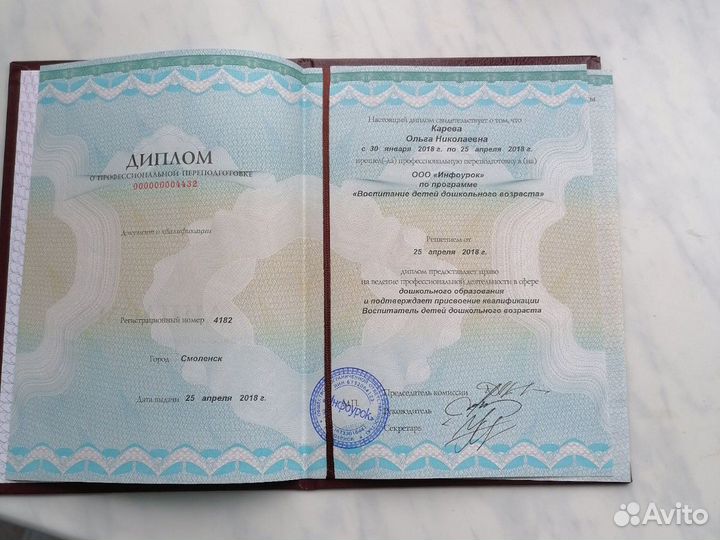 ДИПЛОМ
О ПРОФЕССИОНАЛЬНОЙ ПЕРЕПОДГОТОВКЕ
000000004432
Документ о квалификации
Регистрационный номер 4182
Город Смоленск
Дата выдачи 25 апреля 2018 г.
Настоящий диплом свидетельствует о том, что
Карева
Ольга Николаевна
с 30 января 2018 г. по 25 апреля 2018 г.
прошел(-ла) профессиональную переподготовку в (на)
ООО «Инфоурок»
по программе
«Воспитание детей дошкольного возраста»
Решением от
25 апреля 2018 г.
диплом предоставляет право
на ведение профессиональной деятельности в сфере
дошкольного образования
и подтверждает присвоение квалификации
Воспитатель детей дошкольного возраста
М.П.
«Инфоурок»
Председатель комиссии
Руководитель
Секретарь
Avito